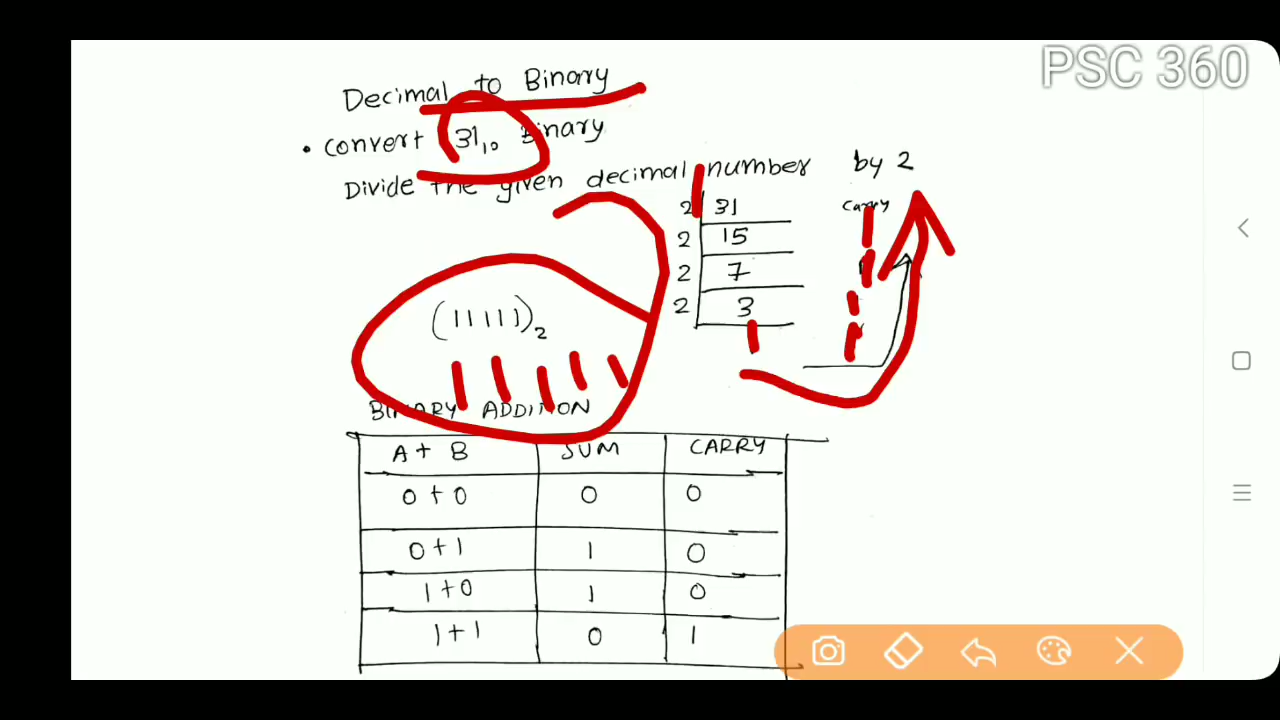 PSC 360
Decimal to Binary
• convert 31₁₀ Binary
Divide the given decimal number by 2
2 31 carry
2 15
2 7
2 3
(11111)₂
BINARY ADDITION
A + B SUM CARRY
0 + 0 0 0
0 + 1 1 0
1 + 0 1 0
1 + 1 0 1